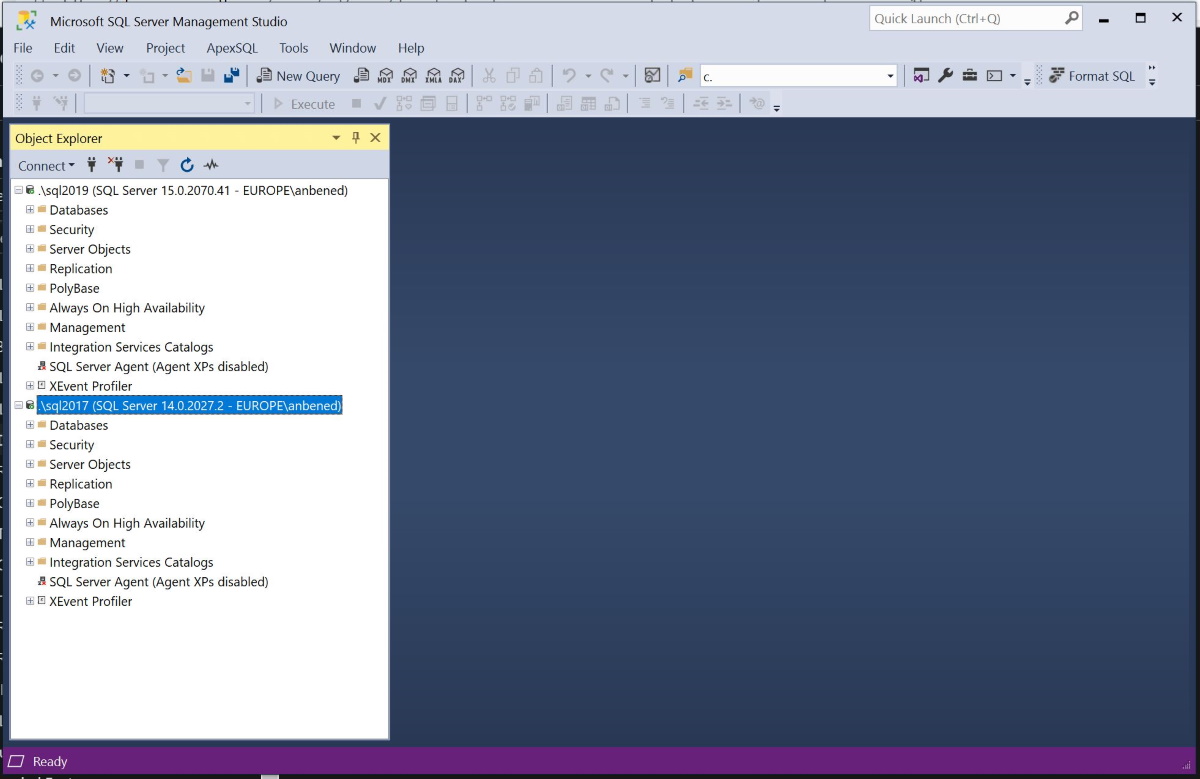 Microsoft SQL Server Management Studio
Quick Launch (Ctrl+Q)
File Edit View Project ApexSQL Tools Window Help
New Query MDX DMX XMLA DAX c. Format SQL
Execute
Object Explorer
Connect
.\sql2019 (SQL Server 15.0.2070.41 - EUROPE\anbened)
Databases
Security
Server Objects
Replication
PolyBase
Always On High Availability
Management
Integration Services Catalogs
SQL Server Agent (Agent XPs disabled)
XEvent Profiler
.\sql2017 (SQL Server 14.0.2027.2 - EUROPE\anbened)
Databases
Security
Server Objects
Replication
PolyBase
Always On High Availability
Management
Integration Services Catalogs
SQL Server Agent (Agent XPs disabled)
XEvent Profiler
Ready